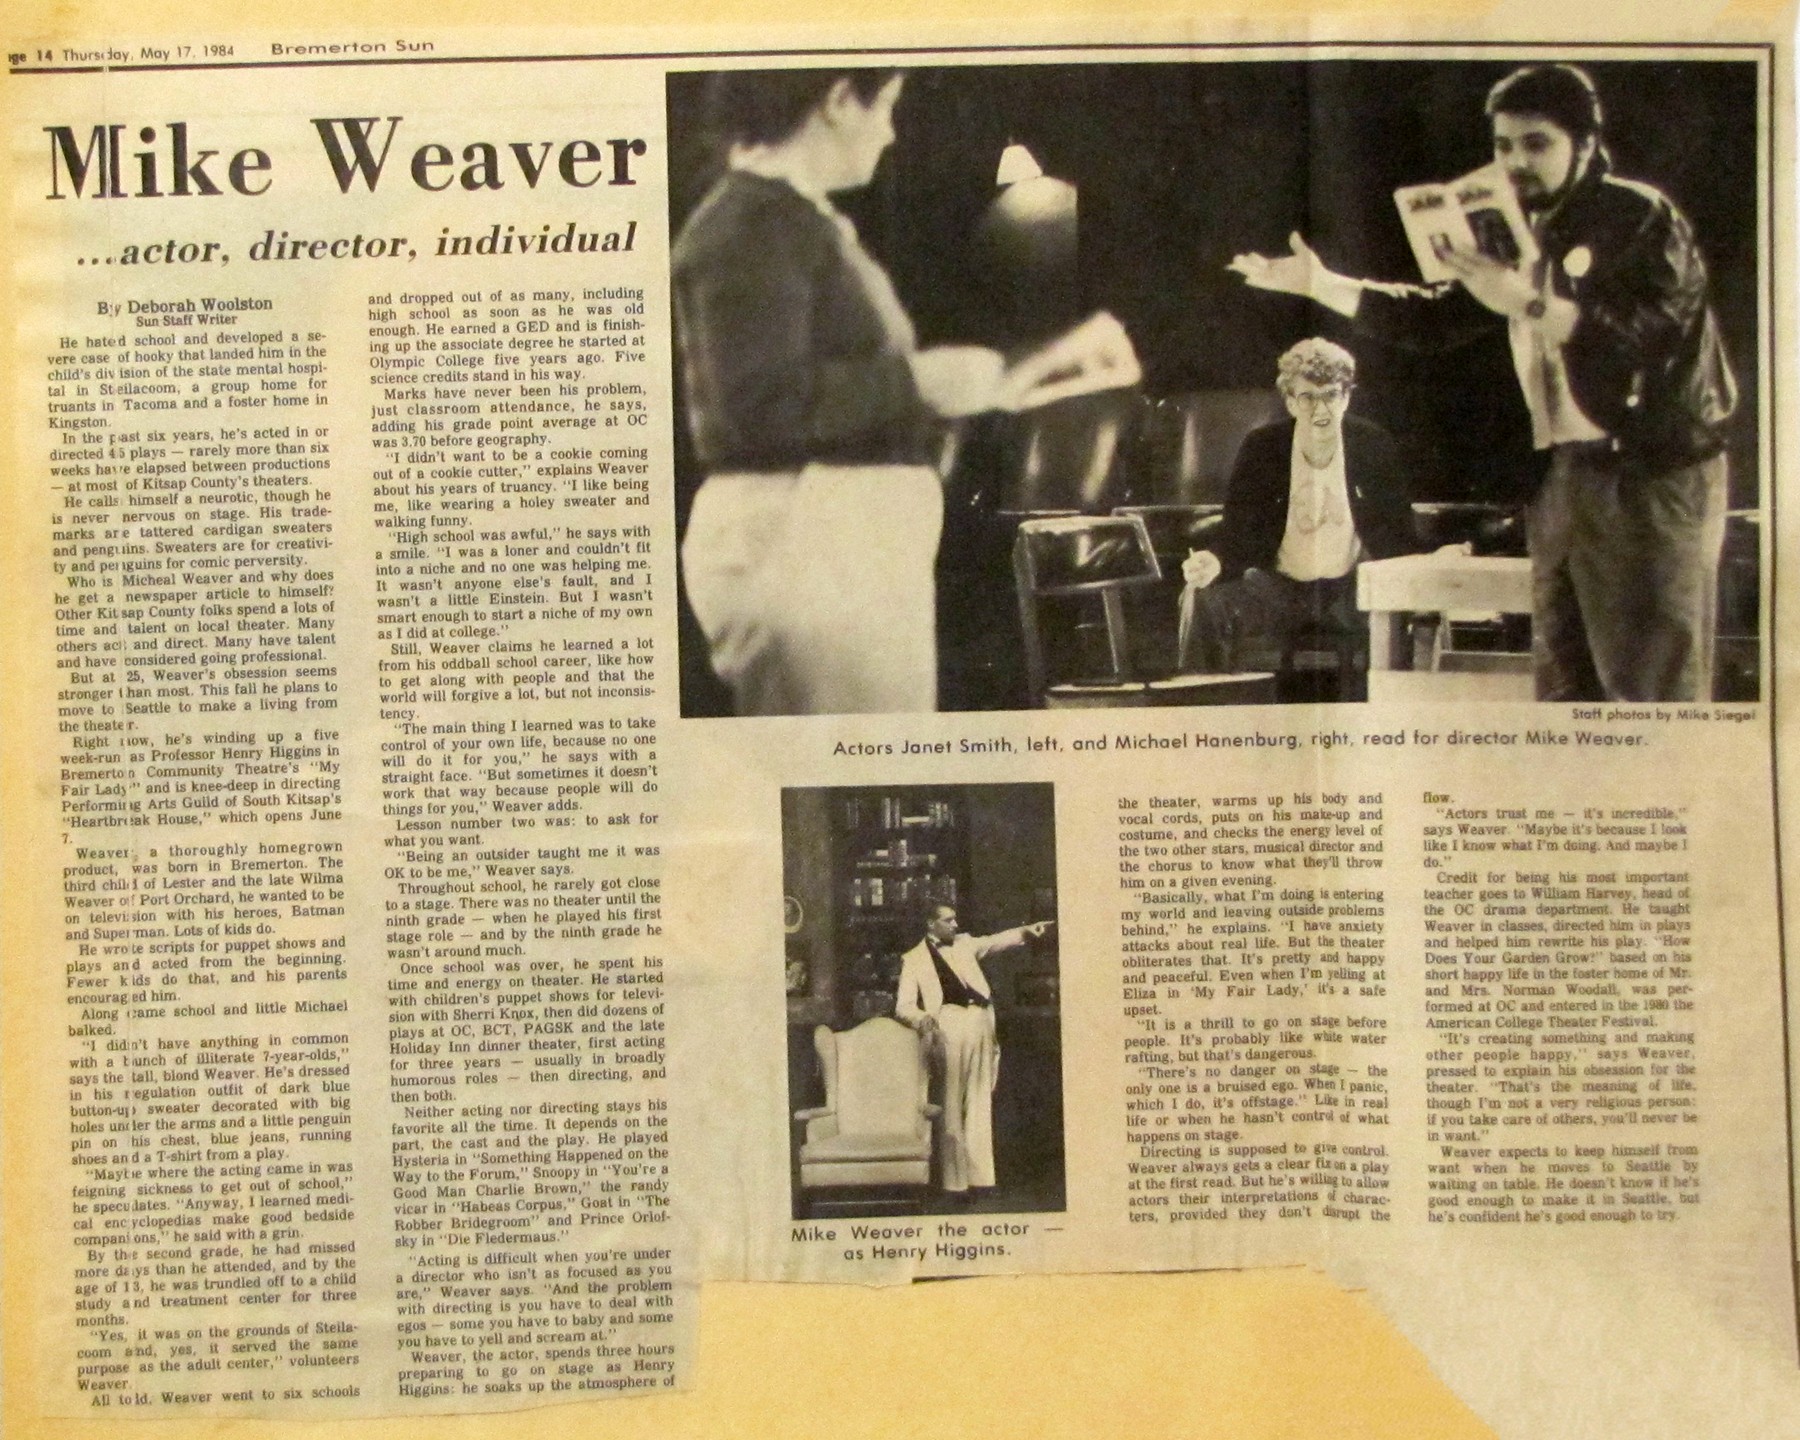 ge 14 Thursday, May 17, 1984 Bremerton Sun
Mike Weaver
...actor, director, individual
By Deborah Woolston
Sun Staff Writer
He hated school and developed a se-
vere case of hooky that landed him in the
child's division of the state mental hospi-
tal in Steilacoom, a group home for
truants in Tacoma and a foster home in
Kingston.
In the past six years, he's acted in or
directed 45 plays — rarely more than six
weeks have elapsed between productions
— at most of Kitsap County's theaters.
He calls himself a neurotic, though he
is never nervous on stage. His trade-
marks are tattered cardigan sweaters
and penguins. Sweaters are for creativi-
ty and penguins for comic perversity.
Who is Micheal Weaver and why does
he get a newspaper article to himself?
Other Kitsap County folks spend a lots of
time and talent on local theater. Many
others act and direct. Many have talent
and have considered going professional.
But at 25, Weaver's obsession seems
stronger than most. This fall he plans to
move to Seattle to make a living from
the theater.
Right now, he's winding up a five
week-run as Professor Henry Higgins in
Bremerton Community Theatre's "My
Fair Lady" and is knee-deep in directing
Performing Arts Guild of South Kitsap's
"Heartbreak House," which opens June
7.
Weaver, a thoroughly homegrown
product, was born in Bremerton. The
third child of Lester and the late Wilma
Weaver of Port Orchard, he wanted to be
on television with his heroes, Batman
and Superman. Lots of kids do.
He wrote scripts for puppet shows and
plays and acted from the beginning.
Fewer kids do that, and his parents
encouraged him.
Along came school and little Michael
balked.
"I didn't have anything in common
with a bunch of illiterate 7-year-olds,"
says the tall, blond Weaver. He's dressed
in his regulation outfit of dark blue
button-up sweater decorated with big
holes under the arms and a little penguin
pin on his chest, blue jeans, running
shoes and a T-shirt from a play.
"Maybe where the acting came in was
feigning sickness to get out of school,"
he speculates. "Anyway, I learned medi-
cal encyclopedias make good bedside
companions," he said with a grin.
By the second grade, he had missed
more days than he attended, and by the
age of 13, he was trundled off to a child
study and treatment center for three
months.
"Yes, it was on the grounds of Steila-
coom and, yes, it served the same
purpose as the adult center," volunteers
Weaver.
All told, Weaver went to six schools
and dropped out of as many, including
high school as soon as he was old
enough. He earned a GED and is finish-
ing up the associate degree he started at
Olympic College five years ago. Five
science credits stand in his way.
Marks have never been his problem,
just classroom attendance, he says,
adding his grade point average at OC
was 3.70 before geography.
"I didn't want to be a cookie coming
out of a cookie cutter," explains Weaver
about his years of truancy. "I like being
me, like wearing a holey sweater and
walking funny.
"High school was awful," he says with
a smile. "I was a loner and couldn't fit
into a niche and no one was helping me.
It wasn't anyone else's fault, and I
wasn't a little Einstein. But I wasn't
smart enough to start a niche of my own
as I did at college."
Still, Weaver claims he learned a lot
from his oddball school career, like how
to get along with people and that the
world will forgive a lot, but not inconsis-
tency.
"The main thing I learned was to take
control of your own life, because no one
will do it for you," he says with a
straight face. "But sometimes it doesn't
work that way because people will do
things for you," Weaver adds.
Lesson number two was: to ask for
what you want.
"Being an outsider taught me it was
OK to be me," Weaver says.
Throughout school, he rarely got close
to a stage. There was no theater until the
ninth grade — when he played his first
stage role — and by the ninth grade he
wasn't around much.
Once school was over, he spent his
time and energy on theater. He started
with children's puppet shows for televi-
sion with Sherri Knox, then did dozens of
plays at OC, BCT, PAGSK and the late
Holiday Inn dinner theater, first acting
for three years — usually in broadly
humorous roles — then directing, and
then both.
Neither acting nor directing stays his
favorite all the time. It depends on the
part, the cast and the play. He played
Hysteria in "Something Happened on the
Way to the Forum," Snoopy in "You're a
Good Man Charlie Brown," the randy
vicar in "Habeas Corpus," Goat in "The
Robber Bridegroom" and Prince Orlof-
sky in "Die Fledermaus."
"Acting is difficult when you're under
a director who isn't as focused as you
are," Weaver says. "And the problem
with directing is you have to deal with
egos — some you have to baby and some
you have to yell and scream at."
Weaver, the actor, spends three hours
preparing to go on stage as Henry
Higgins: he soaks up the atmosphere of
Staff photos by Mike Siegel
Actors Janet Smith, left, and Michael Hanenburg, right, read for director Mike Weaver.
Mike Weaver the actor —
as Henry Higgins.
the theater, warms up his body and
vocal cords, puts on his make-up and
costume, and checks the energy level of
the two other stars, musical director and
the chorus to know what they'll throw
him on a given evening.
"Basically, what I'm doing is entering
my world and leaving outside problems
behind," he explains. "I have anxiety
attacks about real life. But the theater
obliterates that. It's pretty and happy
and peaceful. Even when I'm yelling at
Eliza in 'My Fair Lady,' it's a safe
upset.
"It is a thrill to go on stage before
people. It's probably like white water
rafting, but that's dangerous.
"There's no danger on stage — the
only one is a bruised ego. When I panic,
which I do, it's offstage." Like in real
life or when he hasn't control of what
happens on stage.
Directing is supposed to give control.
Weaver always gets a clear fix on a play
at the first read. But he's willing to allow
actors their interpretations of charac-
ters, provided they don't disrupt the
flow.
"Actors trust me — it's incredible,"
says Weaver. "Maybe it's because I look
like I know what I'm doing. And maybe I
do."
Credit for being his most important
teacher goes to William Harvey, head of
the OC drama department. He taught
Weaver in classes, directed him in plays
and helped him rewrite his play. "How
Does Your Garden Grow?" based on his
short happy life in the foster home of Mr.
and Mrs. Norman Woodall, was per-
formed at OC and entered in the 1980 the
American College Theater Festival.
"It's creating something and making
other people happy," says Weaver,
pressed to explain his obsession for the
theater. "That's the meaning of life,
though I'm not a very religious person:
if you take care of others, you'll never be
in want."
Weaver expects to keep himself from
want when he moves to Seattle by
waiting on table. He doesn't know if he's
good enough to make it in Seattle, but
he's confident he's good enough to try.